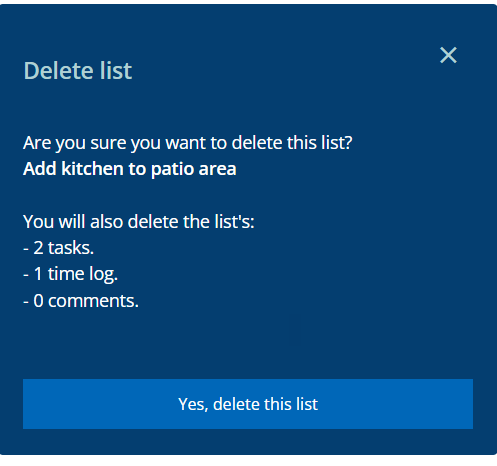 Delete list
Are you sure you want to delete this list?
Add kitchen to patio area
You will also delete the list's:
- 2 tasks.
- 1 time log.
- 0 comments.
Yes, delete this list